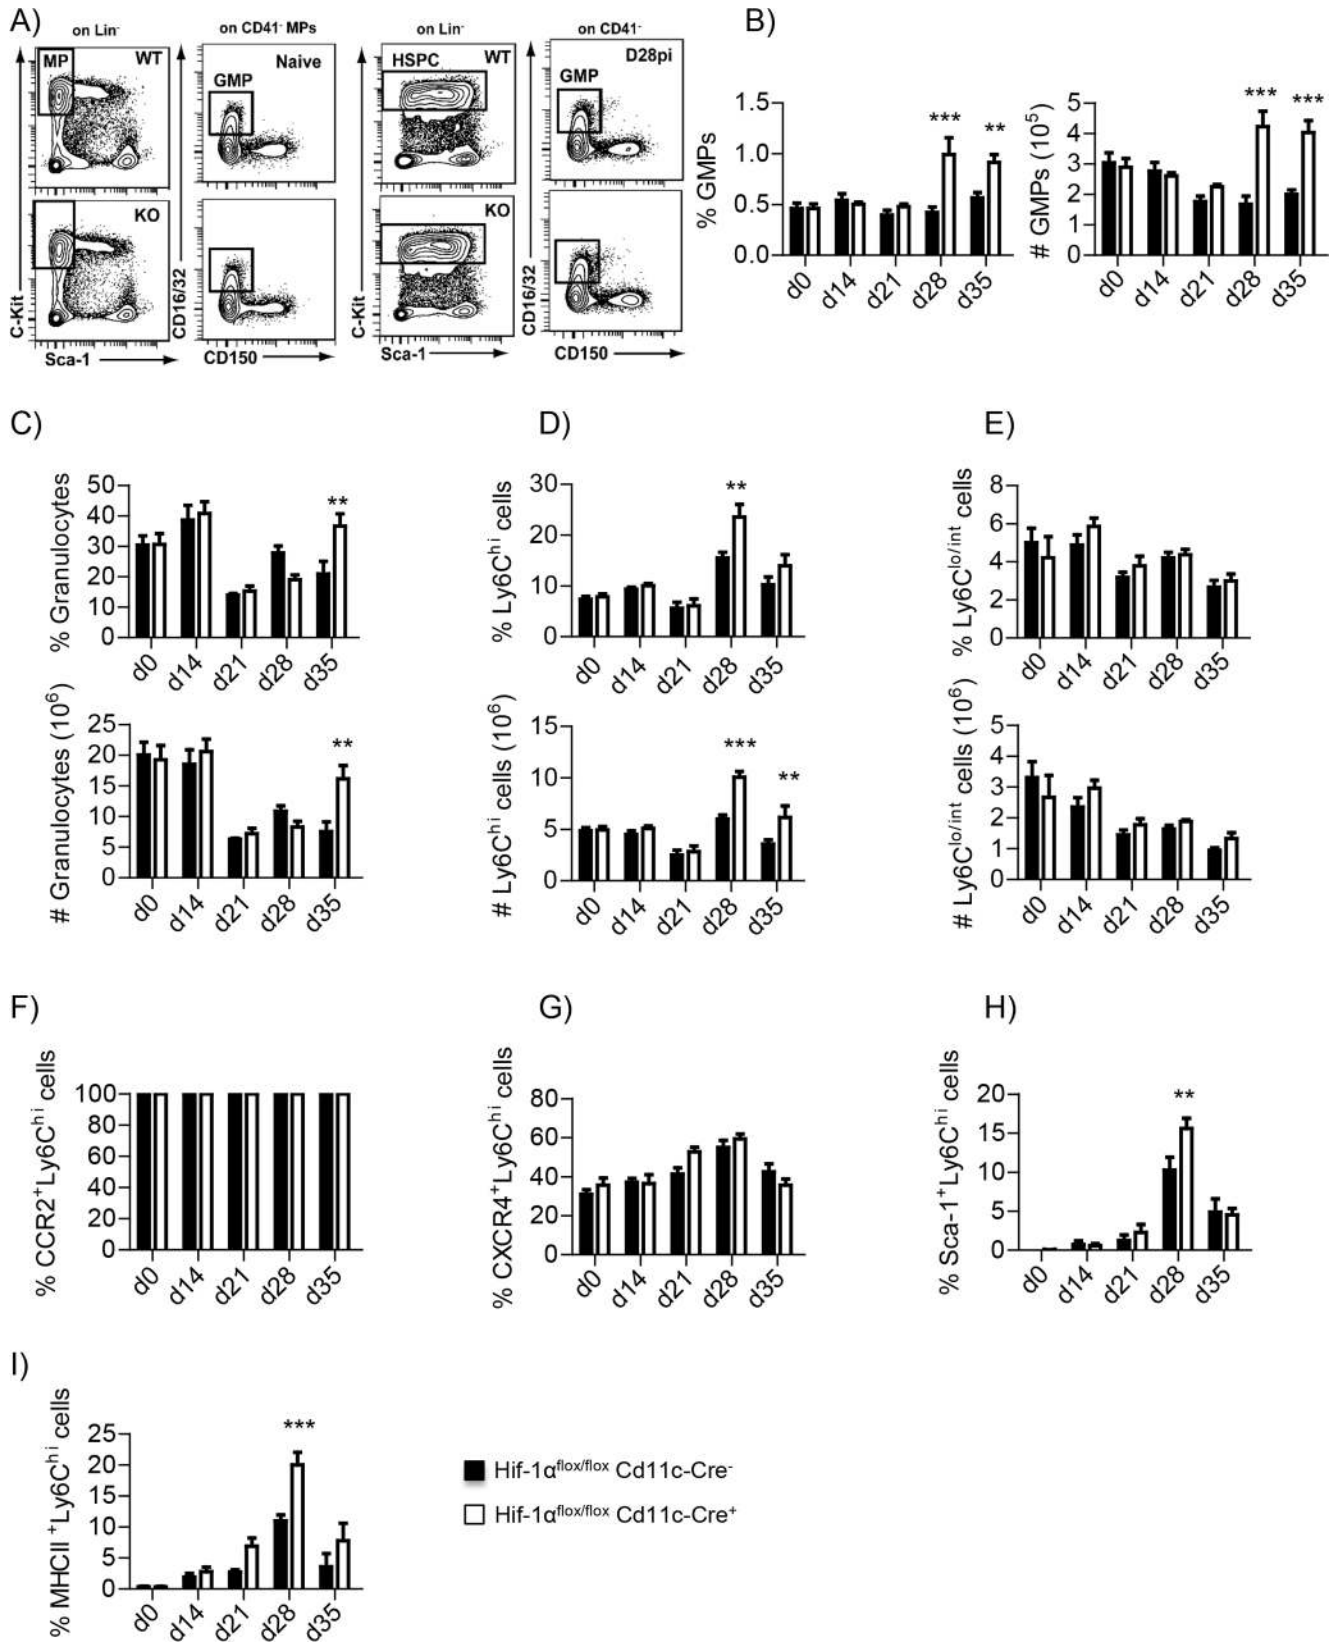 A)
on Lin-
on CD41- MPs
on Lin-
on CD41-
MP
WT
GMP
Naive
HSPC
WT
GMP
D28pi
KO
KO
C-Kit
CD16/32
C-Kit
CD16/32
Sca-1
CD150
Sca-1
CD150
B)
% GMPs
1.5
1.0
0.5
0.0
***
**
d0 d14 d21 d28 d35
# GMPs (10⁵)
5
4
3
2
1
0
***
***
d0 d14 d21 d28 d35
C)
% Granulocytes
50
40
30
20
10
0
**
d0 d14 d21 d28 d35
# Granulocytes (10⁶)
25
20
15
10
5
0
**
d0 d14 d21 d28 d35
D)
% Ly6Cʰⁱ cells
30
20
10
0
**
d0 d14 d21 d28 d35
# Ly6Cʰⁱ cells (10⁶)
15
10
5
0
***
**
d0 d14 d21 d28 d35
E)
% Ly6Cˡᵒ/ⁱⁿᵗ cells
8
6
4
2
0
d0 d14 d21 d28 d35
# Ly6Cˡᵒ/ⁱⁿᵗ cells (10⁶)
5
4
3
2
1
0
d0 d14 d21 d28 d35
F)
% CCR2⁺Ly6Cʰⁱ cells
100
80
60
40
20
0
d0 d14 d21 d28 d35
G)
% CXCR4⁺Ly6Cʰⁱ cells
80
60
40
20
0
d0 d14 d21 d28 d35
H)
% Sca-1⁺Ly6Cʰⁱ cells
20
15
10
5
0
**
d0 d14 d21 d28 d35
I)
% MHCII ⁺Ly6Cʰⁱ cells
25
20
15
10
5
0
***
d0 d14 d21 d28 d35
Hif-1αᶠˡᵒˣ/ᶠˡᵒˣ Cd11c-Cre⁻
Hif-1αᶠˡᵒˣ/ᶠˡᵒˣ Cd11c-Cre⁺